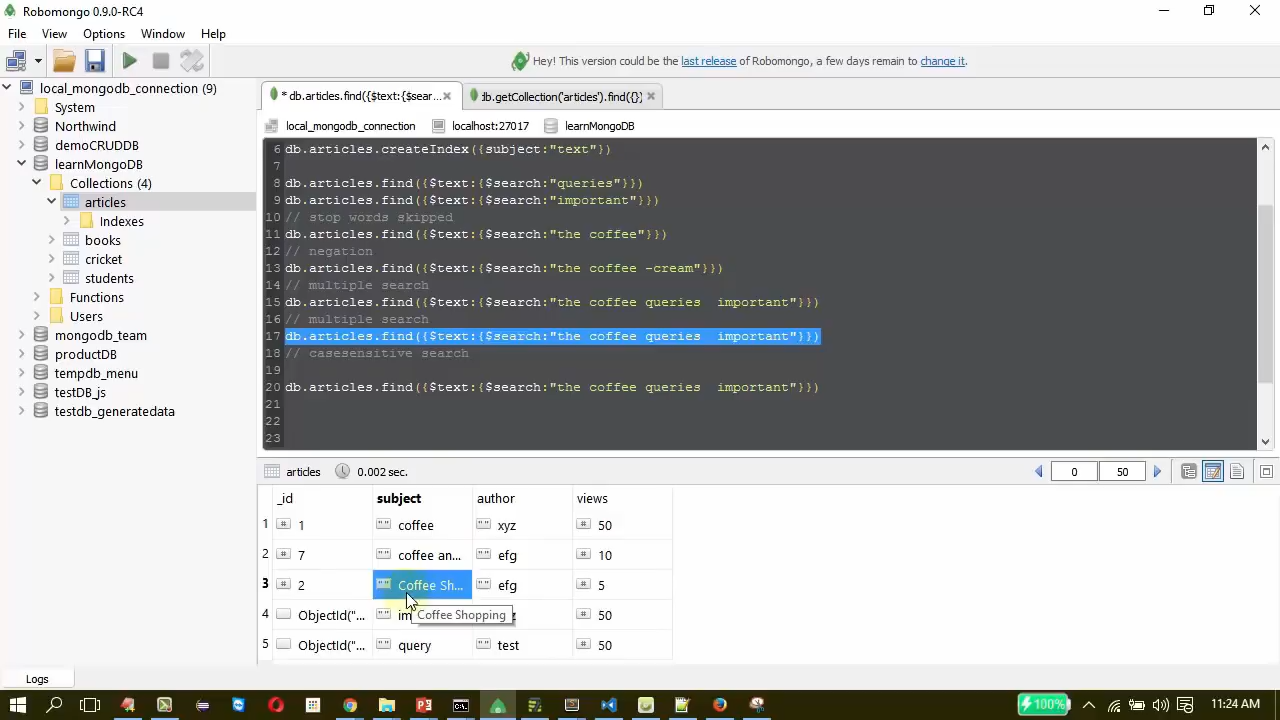 Robomongo 0.9.0-RC4
File View Options Window Help
Hey! This version could be the last release of Robomongo, a few days remain to change it.
local_mongodb_connection (9)
System
Northwind
demoCRUDDB
learnMongoDB
Collections (4)
articles
Indexes
books
cricket
students
Functions
Users
mongodb_team
productDB
tempdb_menu
testDB_js
testdb_generatedata
* db.articles.find({$text:{$sear...
db.getCollection('articles').find({})
local_mongodb_connection localhost:27017 learnMongoDB
6 db.articles.createIndex({subject:"text"})
7
8 db.articles.find({$text:{$search:"queries"}})
9 db.articles.find({$text:{$search:"important"}})
10 // stop words skipped
11 db.articles.find({$text:{$search:"the coffee"}})
12 // negation
13 db.articles.find({$text:{$search:"the coffee -cream"}})
14 // multiple search
15 db.articles.find({$text:{$search:"the coffee queries  important"}})
16 // multiple search
17 db.articles.find({$text:{$search:"the coffee queries  important"}})
18 // casesensitive search
19
20 db.articles.find({$text:{$search:"the coffee queries  important"}})
21
22
23
articles 0.002 sec. 0 50
_id subject author views
1 # 1 "" coffee "" xyz # 50
2 # 7 "" coffee an... "" efg # 10
3 # 2 "" Coffee Sh... "" efg # 5
4 ObjectId("... "" im # 50
Coffee Shopping
5 ObjectId("... "" query "" test # 50
Logs
100% 11:24 AM